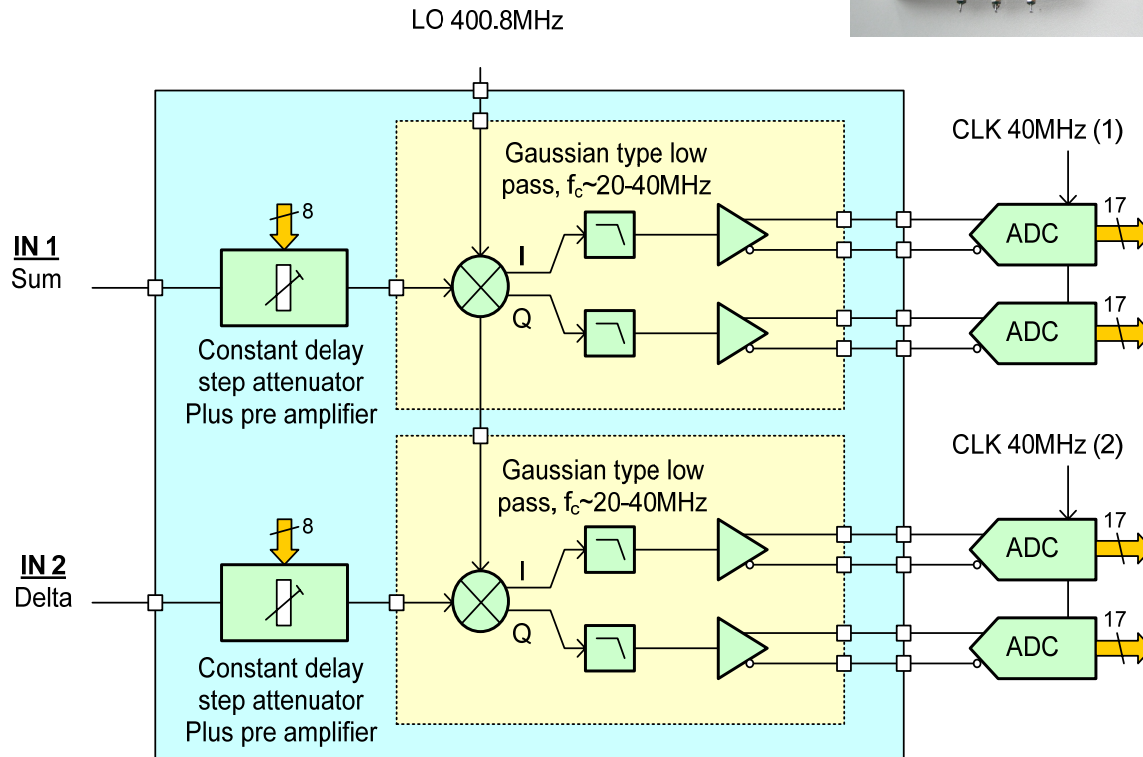 LO 400.8MHz
CLK 40MHz (1)
Gaussian type low
pass, fc~20-40MHz
8
17
IN 1
Sum
I
ADC
Q
17
ADC
Constant delay
step attenuator
Plus pre amplifier
CLK 40MHz (2)
Gaussian type low
pass, fc~20-40MHz
8
17
IN 2
Delta
I
ADC
Q
17
ADC
Constant delay
step attenuator
Plus pre amplifier